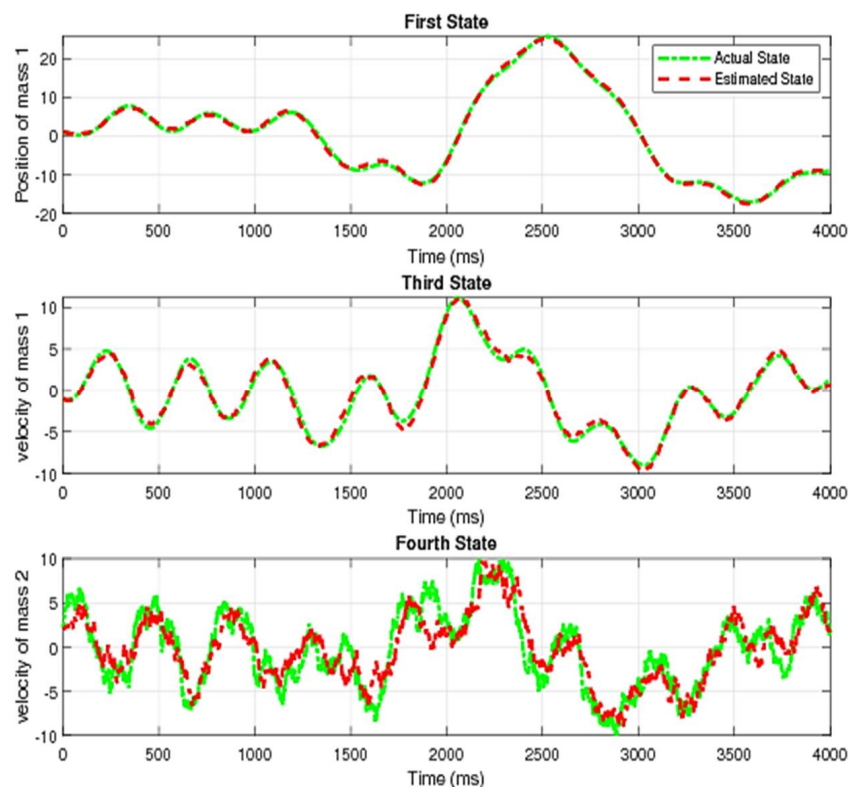 First State
Position of mass 1
20
10
0
-10
-20
Actual State
Estimated State
0 500 1000 1500 2000 2500 3000 3500 4000
Time (ms)
Third State
velocity of mass 1
10
5
0
-5
-10
0 500 1000 1500 2000 2500 3000 3500 4000
Time (ms)
Fourth State
velocity of mass 2
10
5
0
-5
-10
0 500 1000 1500 2000 2500 3000 3500 4000
Time (ms)